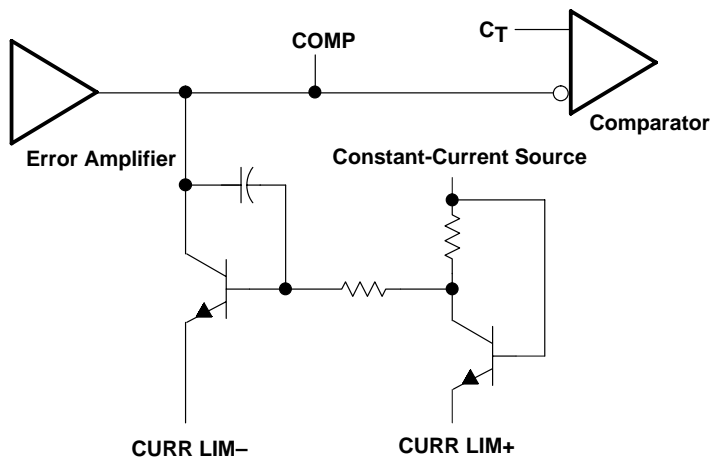 COMP
CT
Comparator
Error Amplifier
Constant-Current Source
CURR LIM–
CURR LIM+